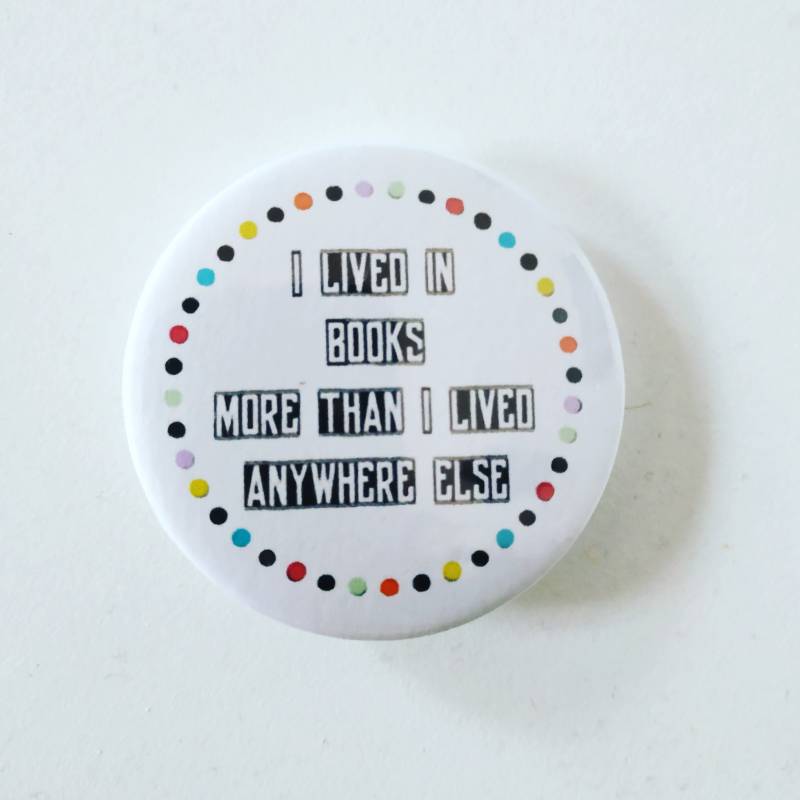 I LIVED IN
BOOKS
MORE THAN I LIVED
ANYWHERE ELSE